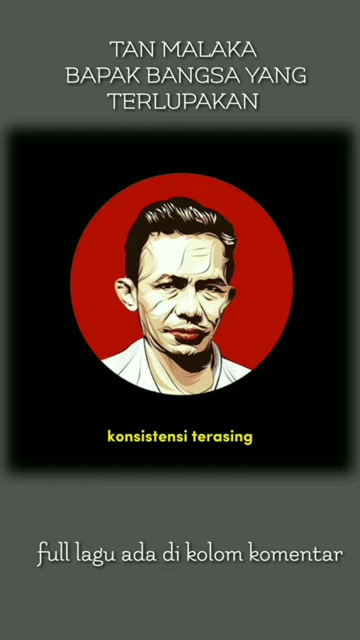 TAN MALAKA
BAPAK BANGSA YANG
TERLUPAKAN
konsistensi terasing
full lagu ada di kolom komentar